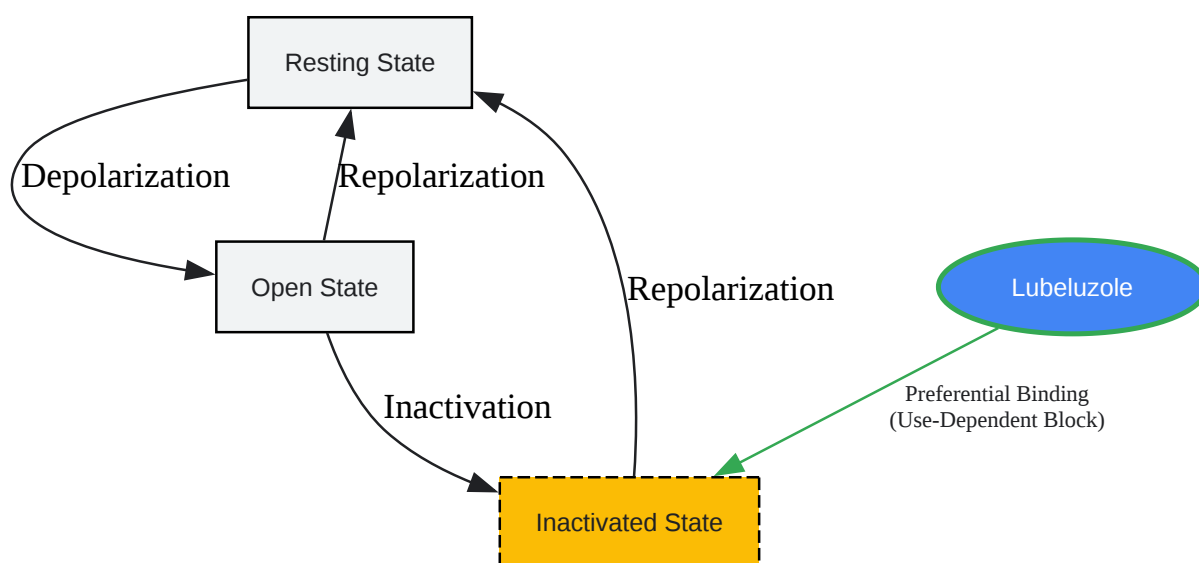 Resting State
Depolarization
Repolarization
Open State
Repolarization
Lubeluzole
Preferential Binding
(Use-Dependent Block)
Inactivation
Inactivated State